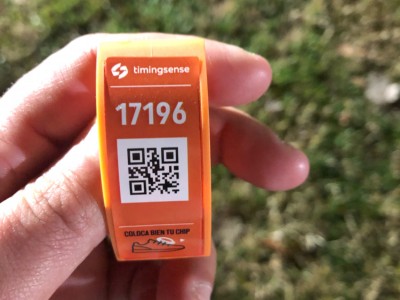 timingsense
17196
COLOCA BIEN TU CHIP